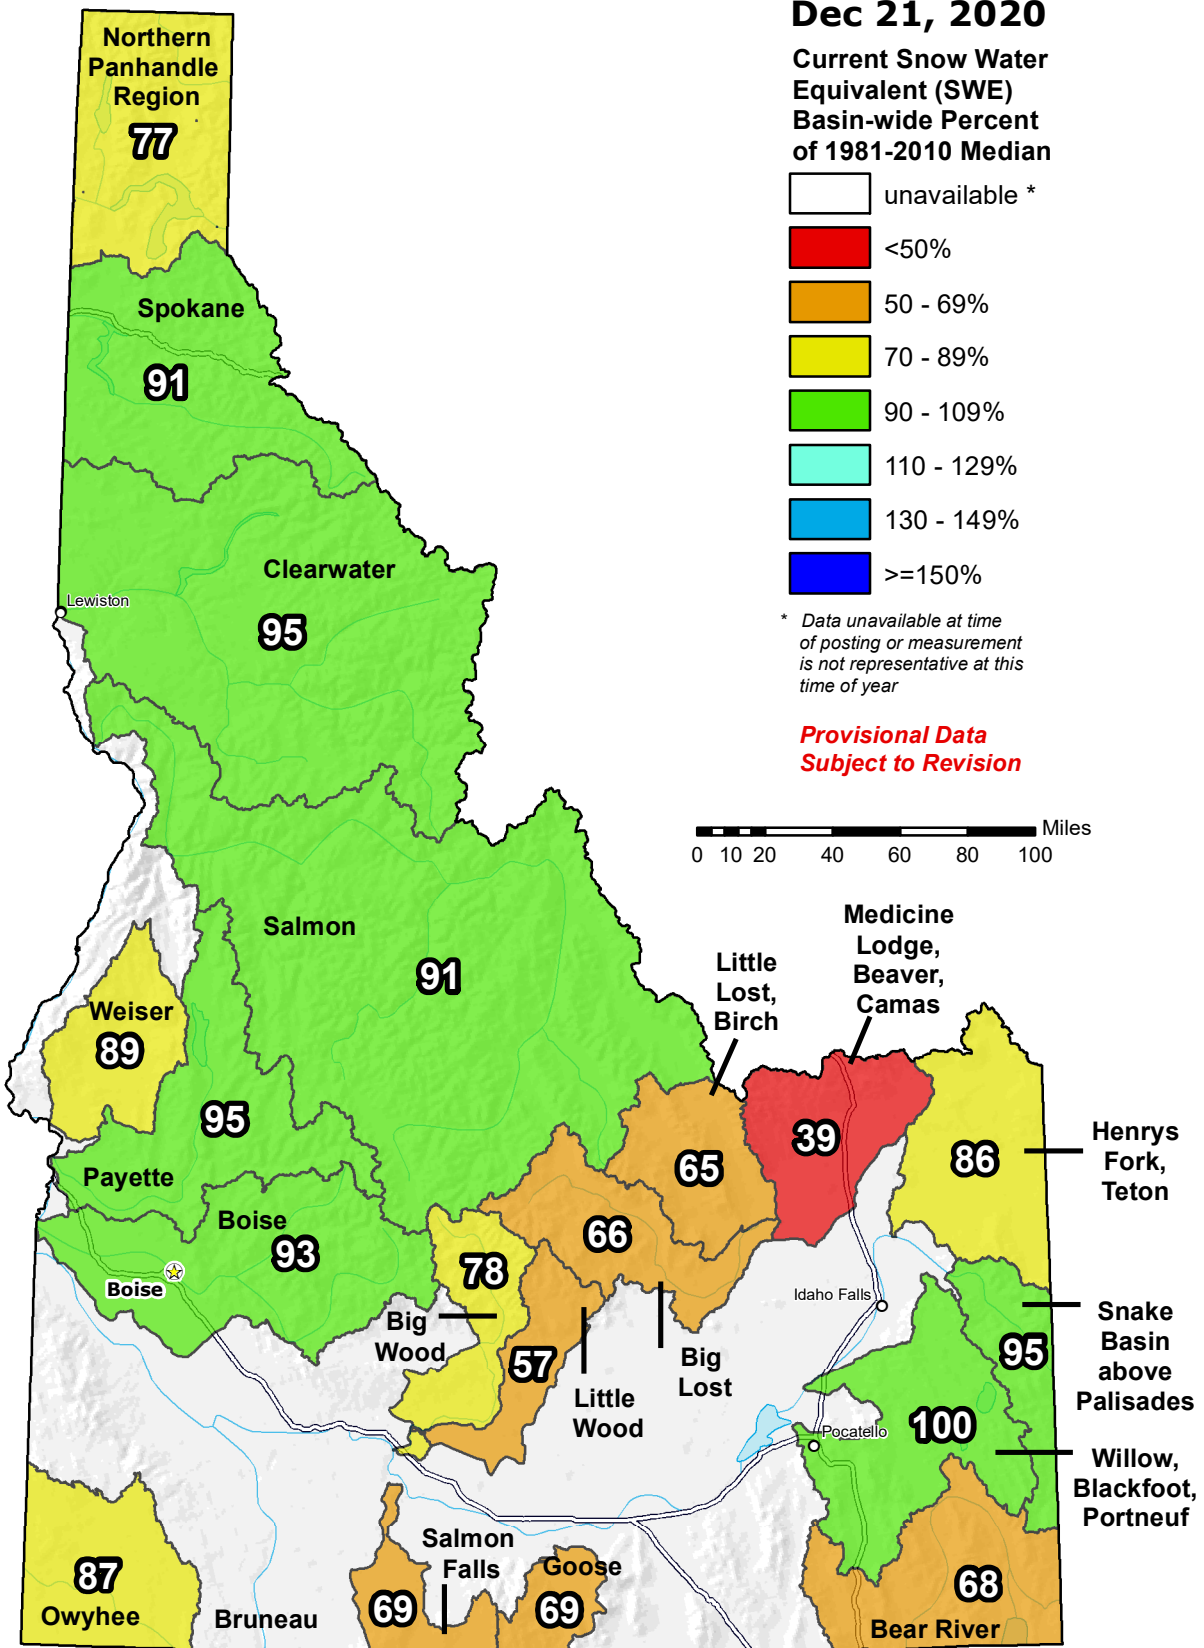 Dec 21, 2020
Current Snow Water
Equivalent (SWE)
Basin-wide Percent
of 1981-2010 Median
unavailable *
<50%
50 - 69%
70 - 89%
90 - 109%
110 - 129%
130 - 149%
>=150%
* Data unavailable at time
of posting or measurement
is not representative at this
time of year
Provisional Data
Subject to Revision
Miles
0 10 20 40 60 80 100
Northern
Panhandle
Region
77
Spokane
91
Clearwater
95
Lewiston
Salmon
91
Weiser
89
95
Payette
Boise
93
Boise
Little
Lost,
Birch
65
Medicine
Lodge,
Beaver,
Camas
39
86
Henrys
Fork,
Teton
66
Big
Lost
78
Big
Wood
57
Little
Wood
Idaho Falls
95
Snake
Basin
above
Palisades
100
Pocatello
Willow,
Blackfoot,
Portneuf
87
Owyhee
Bruneau
69
Salmon
Falls
Goose
69
68
Bear River